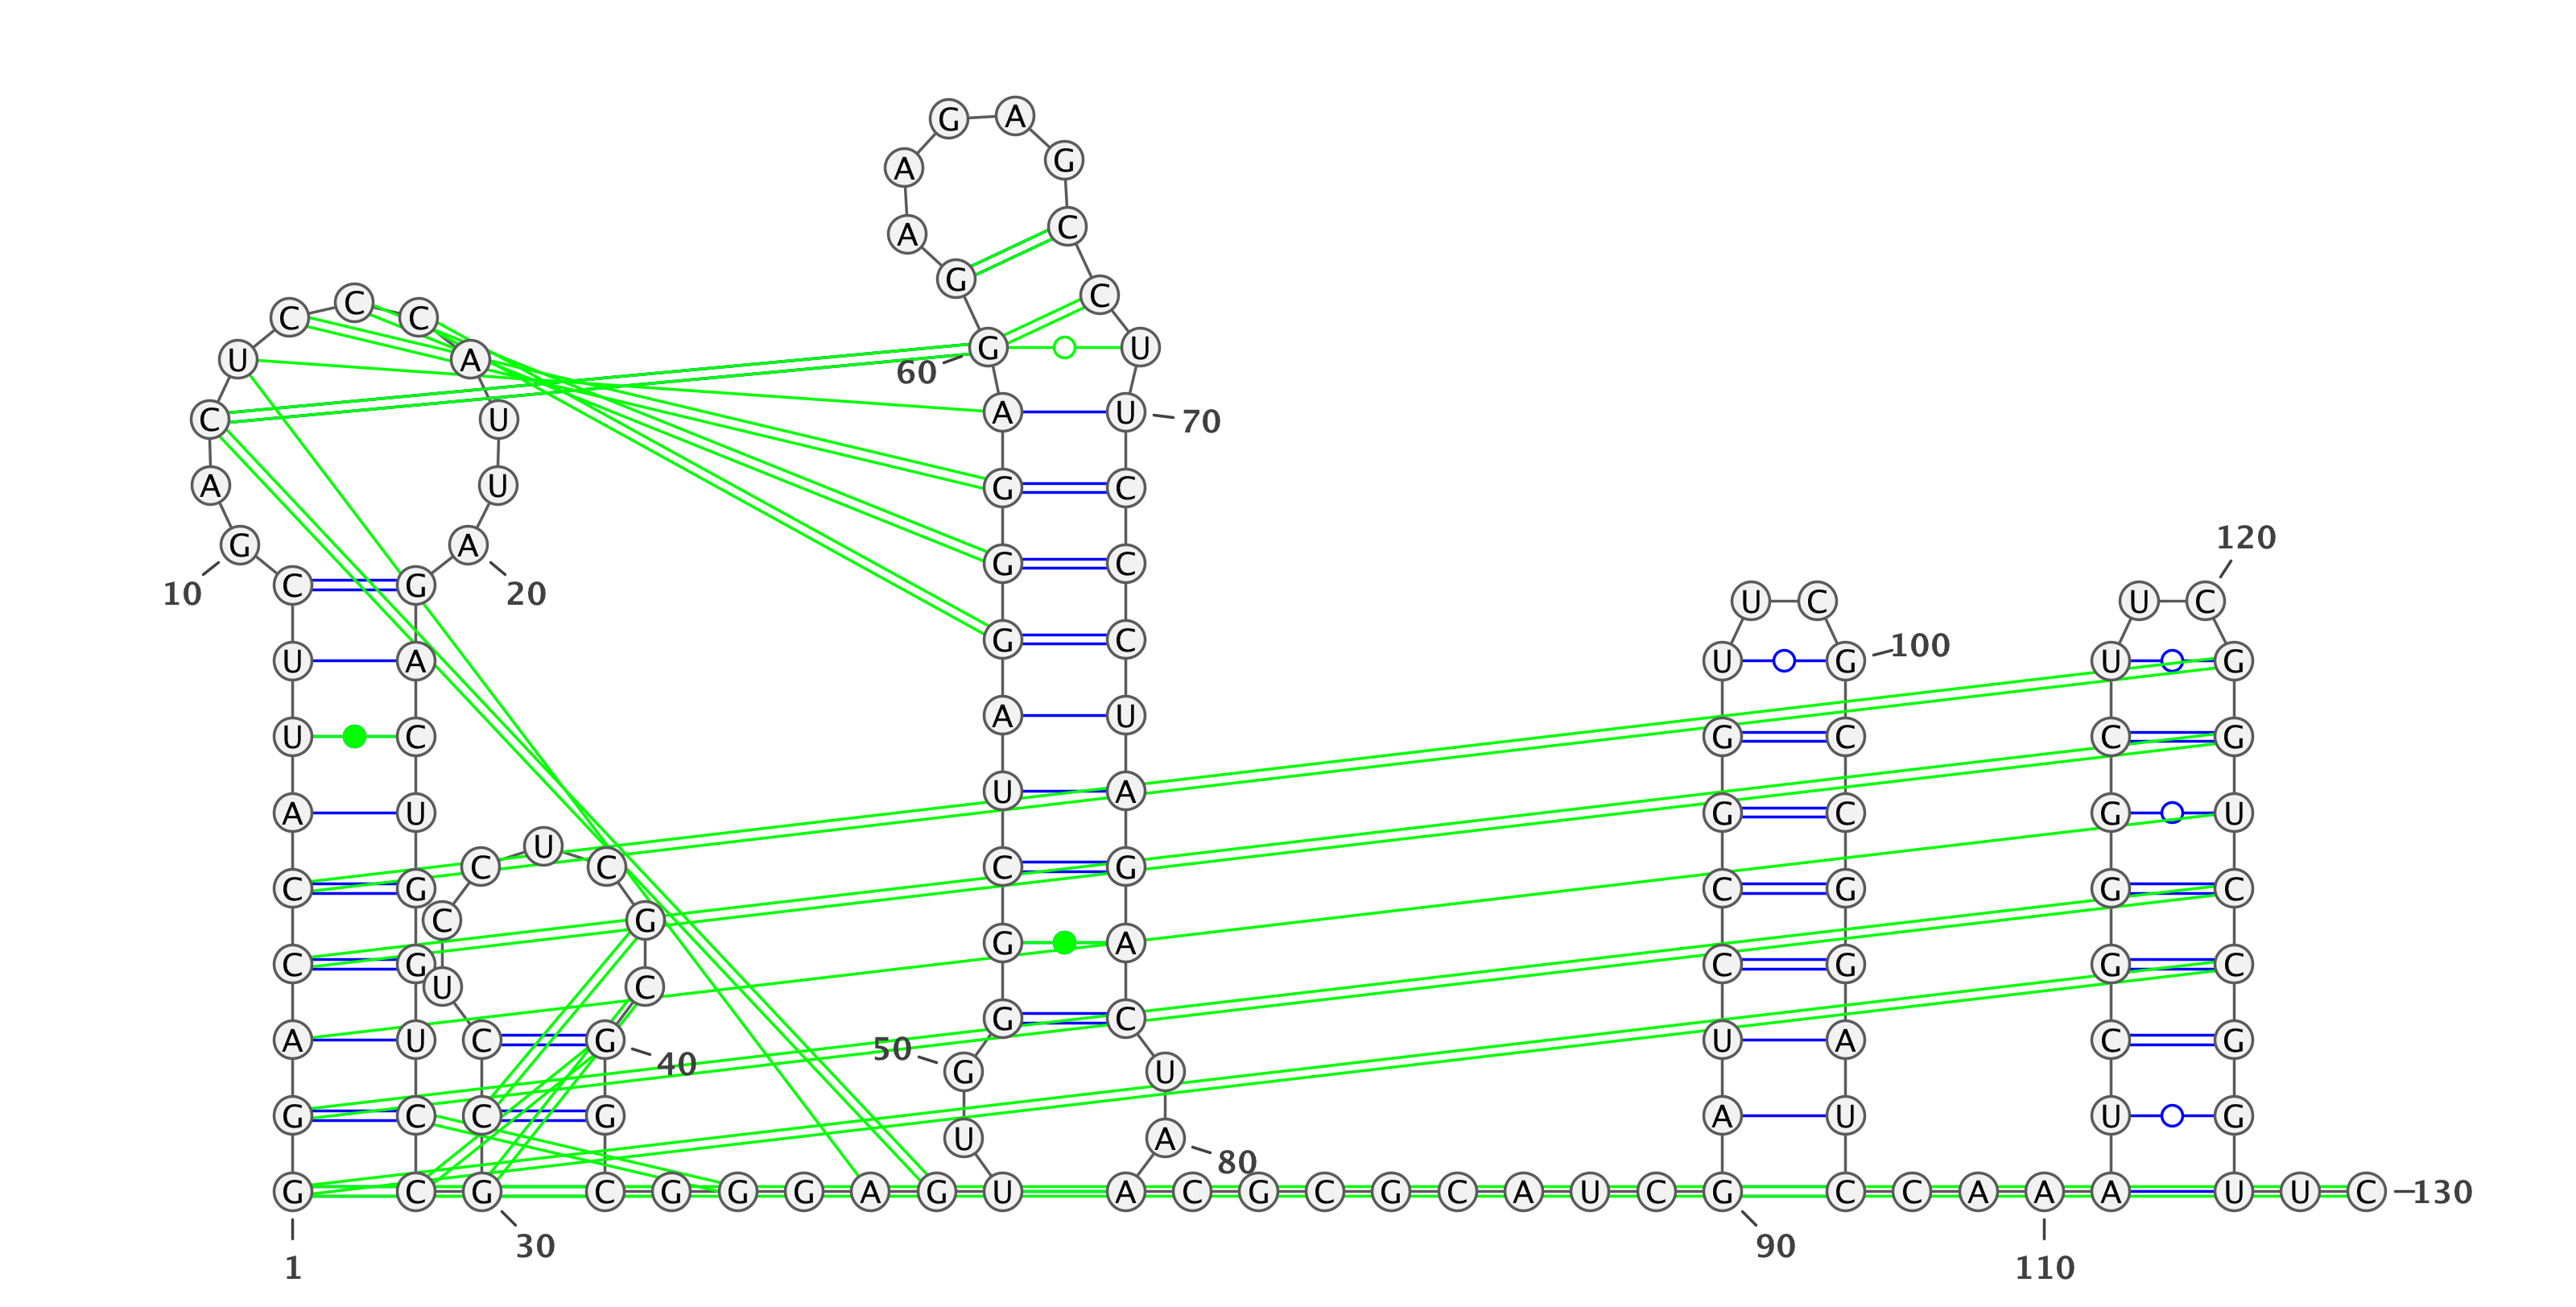 G A
A G
A C
G C
C C C
U A G U
60
C U A U 70
A U G C
120
G A
G C
C G
10 20
U C U C
G C 100
U A U G U G
A U
U C G C C G
U A
A U G C G U
U
C C C G
C G C G G C
C G
G A
C G C G G C
U C
G C
A U C G U A C G
50 40
G U
G C C G A U U G
U A
80
G C G C G G G A G U A C G C G C A U C G C C A A A U U C 130
30 90
1 110